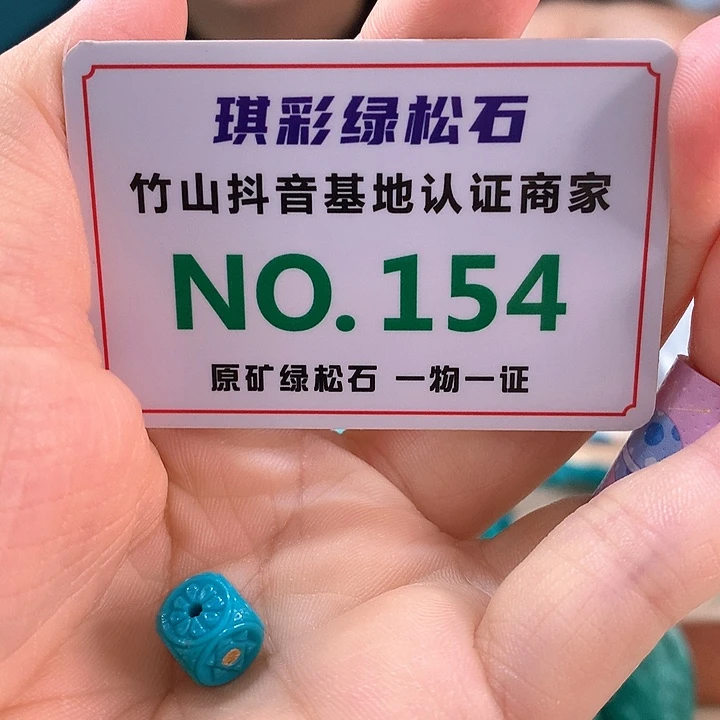 琪彩绿松石
竹山抖音基地认证商家
NO.154
原矿绿松石 一物一证